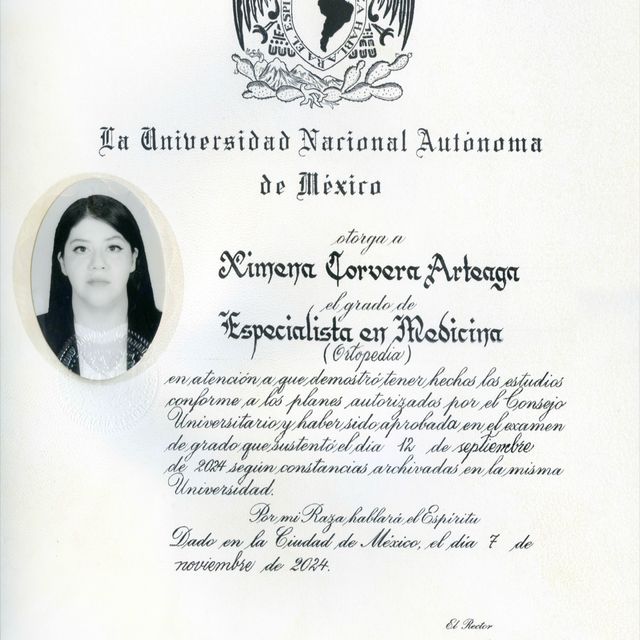 La Universidad Nacional Autónoma
de México
otorga a
Ximena Corvera Arteaga
el grado de
Especialista en Medicina
(Ortopedia)
en atención a que demostró tener hechos los estudios
conforme a los planes autorizados por el Consejo
Universitario y haber sido aprobada en el examen
de grado que sustentó el día 12 de septiembre
de 2024 según constancias archivadas en la misma
Universidad.
Por mi Raza hablará el Espíritu
Dado en la Ciudad de México, el día 7 de
noviembre de 2024.
El Rector